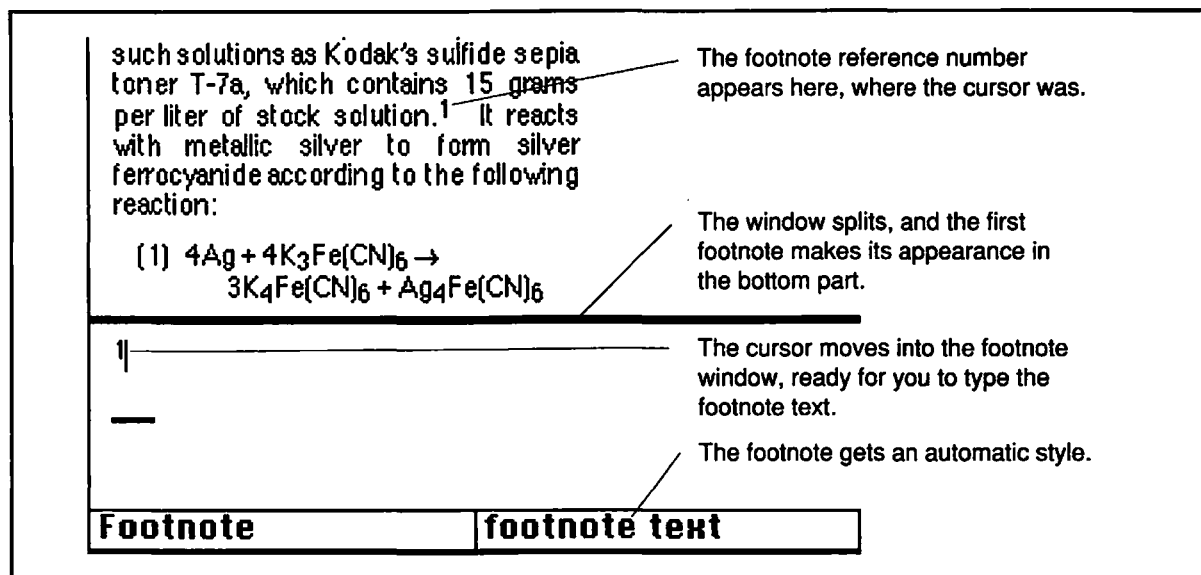 such solutions as Kodak's sulfide sepia
toner T-7a, which contains 15 grams
per liter of stock solution.1 It reacts
with metallic silver to form silver
ferrocyanide according to the following
reaction:
(1) 4Ag + 4K3Fe(CN)6 →
3K4Fe(CN)6 + Ag4Fe(CN)6
The footnote reference number
appears here, where the cursor was.
The window splits, and the first
footnote makes its appearance in
the bottom part.
1
The cursor moves into the footnote
window, ready for you to type the
footnote text.
The footnote gets an automatic style.
Footnote
footnote text